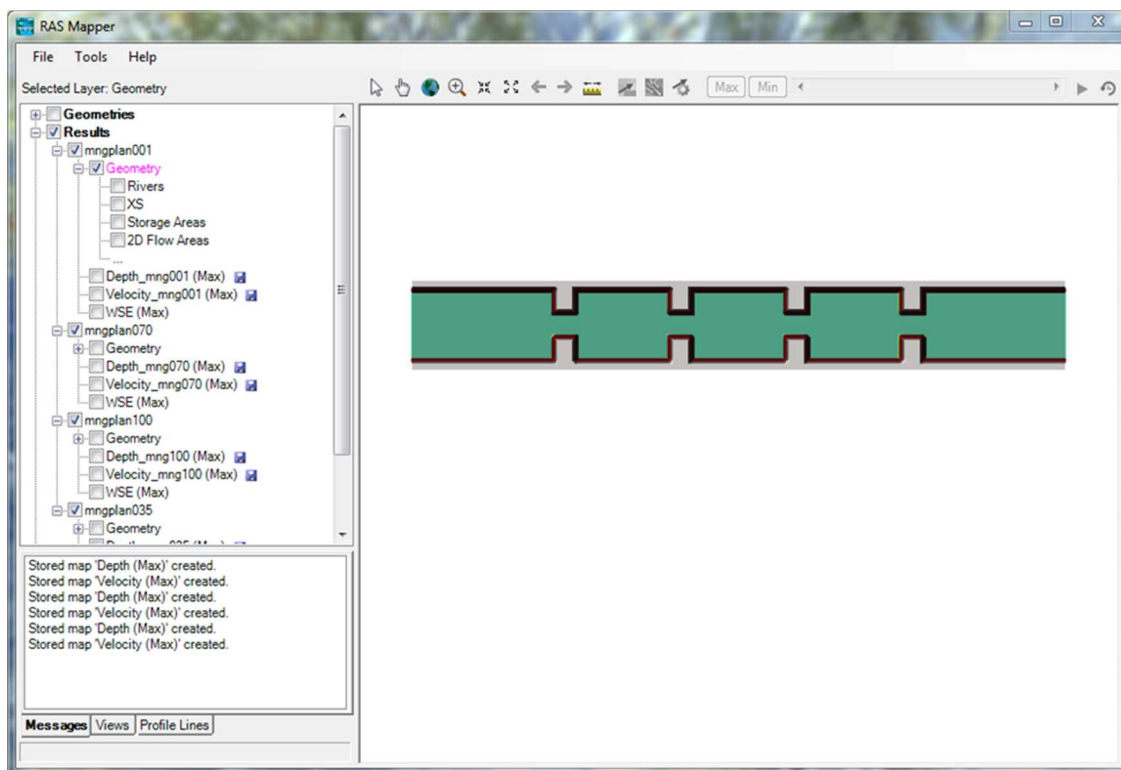 RAS Mapper
File Tools Help
Selected Layer: Geometry
Max Min
Geometries
Results
mngplan001
Geometry
Rivers
XS
Storage Areas
2D Flow Areas
...
Depth_mng001 (Max)
Velocity_mng001 (Max)
WSE (Max)
mngplan070
Geometry
Depth_mng070 (Max)
Velocity_mng070 (Max)
WSE (Max)
mngplan100
Geometry
Depth_mng100 (Max)
Velocity_mng100 (Max)
WSE (Max)
mngplan035
Geometry
Depth_mng035 (Max)
Stored map 'Depth (Max)' created.
Stored map 'Velocity (Max)' created.
Stored map 'Depth (Max)' created.
Stored map 'Velocity (Max)' created.
Stored map 'Depth (Max)' created.
Stored map 'Velocity (Max)' created.
Messages Views Profile Lines